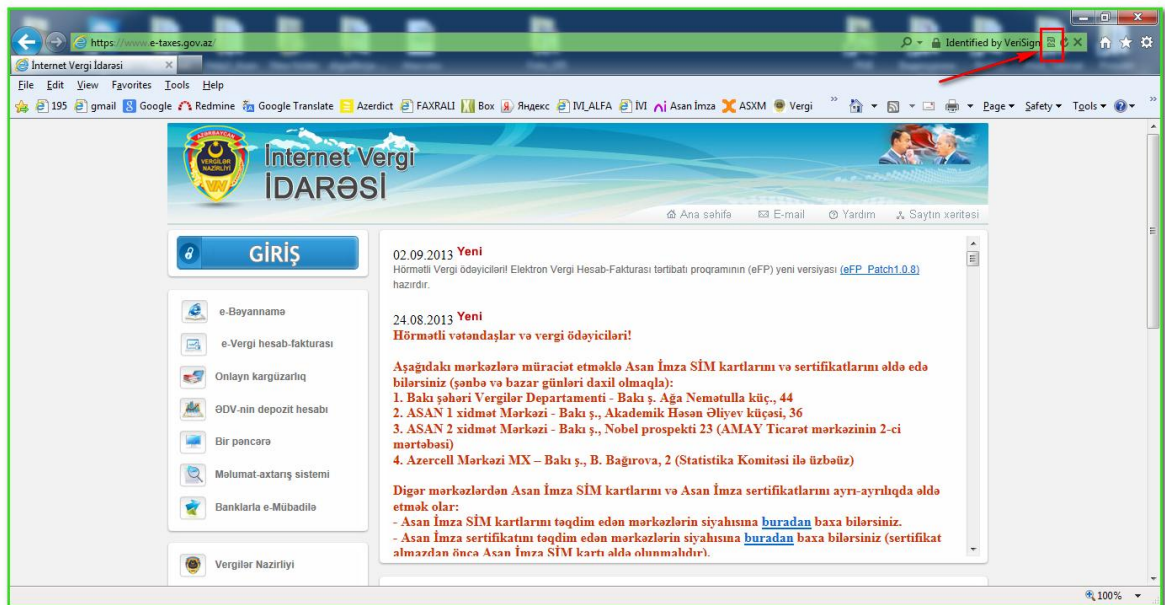 https://www.e-taxes.gov.az/
Identified by VeriSign
İnternet Vergi İdarəsi
File Edit View Favorites Tools Help
195 gmail Google Redmine Google Translate Azerdict FAXRALI Box Яндекс IVI_ALFA İVİ Asan İmza ASXM Vergi
Page Safety Tools
AZƏRBAYCAN
VERGİLƏR
NAZİRLİYİ
VN
İnternet Vergi
İDARƏSİ
Ana səhifə E-mail Yardım Saytın xəritəsi
GİRİŞ
e-Bəyannamə
e-Vergi hesab-fakturası
Onlayn kargüzarlıq
ƏDV-nin depozit hesabı
Bir pəncərə
Məlumat-axtarış sistemi
Banklarla e-Mübadilə
Vergilər Nazirliyi
02.09.2013 Yeni
Hörmətli Vergi ödəyiciləri! Elektron Vergi Hesab-Fakturası tərtibatı proqramının (eFP) yeni versiyası (eFP_Patch1.0.8)
hazırdır.
24.08.2013 Yeni
Hörmətli vətəndaşlar və vergi ödəyiciləri!
Aşağıdakı mərkəzlərə müraciət etməklə Asan İmza SİM kartlarını və sertifikatlarını əldə edə
bilərsiniz (şənbə və bazar günləri daxil olmaqla):
1. Bakı şəhəri Vergilər Departamenti - Bakı ş. Ağa Nemətulla küç., 44
2. ASAN 1 xidmət Mərkəzi - Bakı ş., Akademik Həsən Əliyev küçəsi, 36
3. ASAN 2 xidmət Mərkəzi - Bakı ş., Nobel prospekti 23 (AMAY Ticarət mərkəzinin 2-ci
mərtəbəsi)
4. Azercell Mərkəzi MX – Bakı ş., B. Bağırova, 2 (Statistika Komitəsi ilə üzbəüz)
Digər mərkəzlərdən Asan İmza SİM kartlarını və Asan İmza sertifikatlarını ayrı-ayrılıqda əldə
etmək olar:
- Asan İmza SİM kartlarını təqdim edən mərkəzlərin siyahısına buradan baxa bilərsiniz.
- Asan İmza sertifikatını təqdim edən mərkəzlərin siyahısına buradan baxa bilərsiniz (sertifikat
almazdan öncə Asan İmza SİM kartı əldə olunmalıdır).
100%